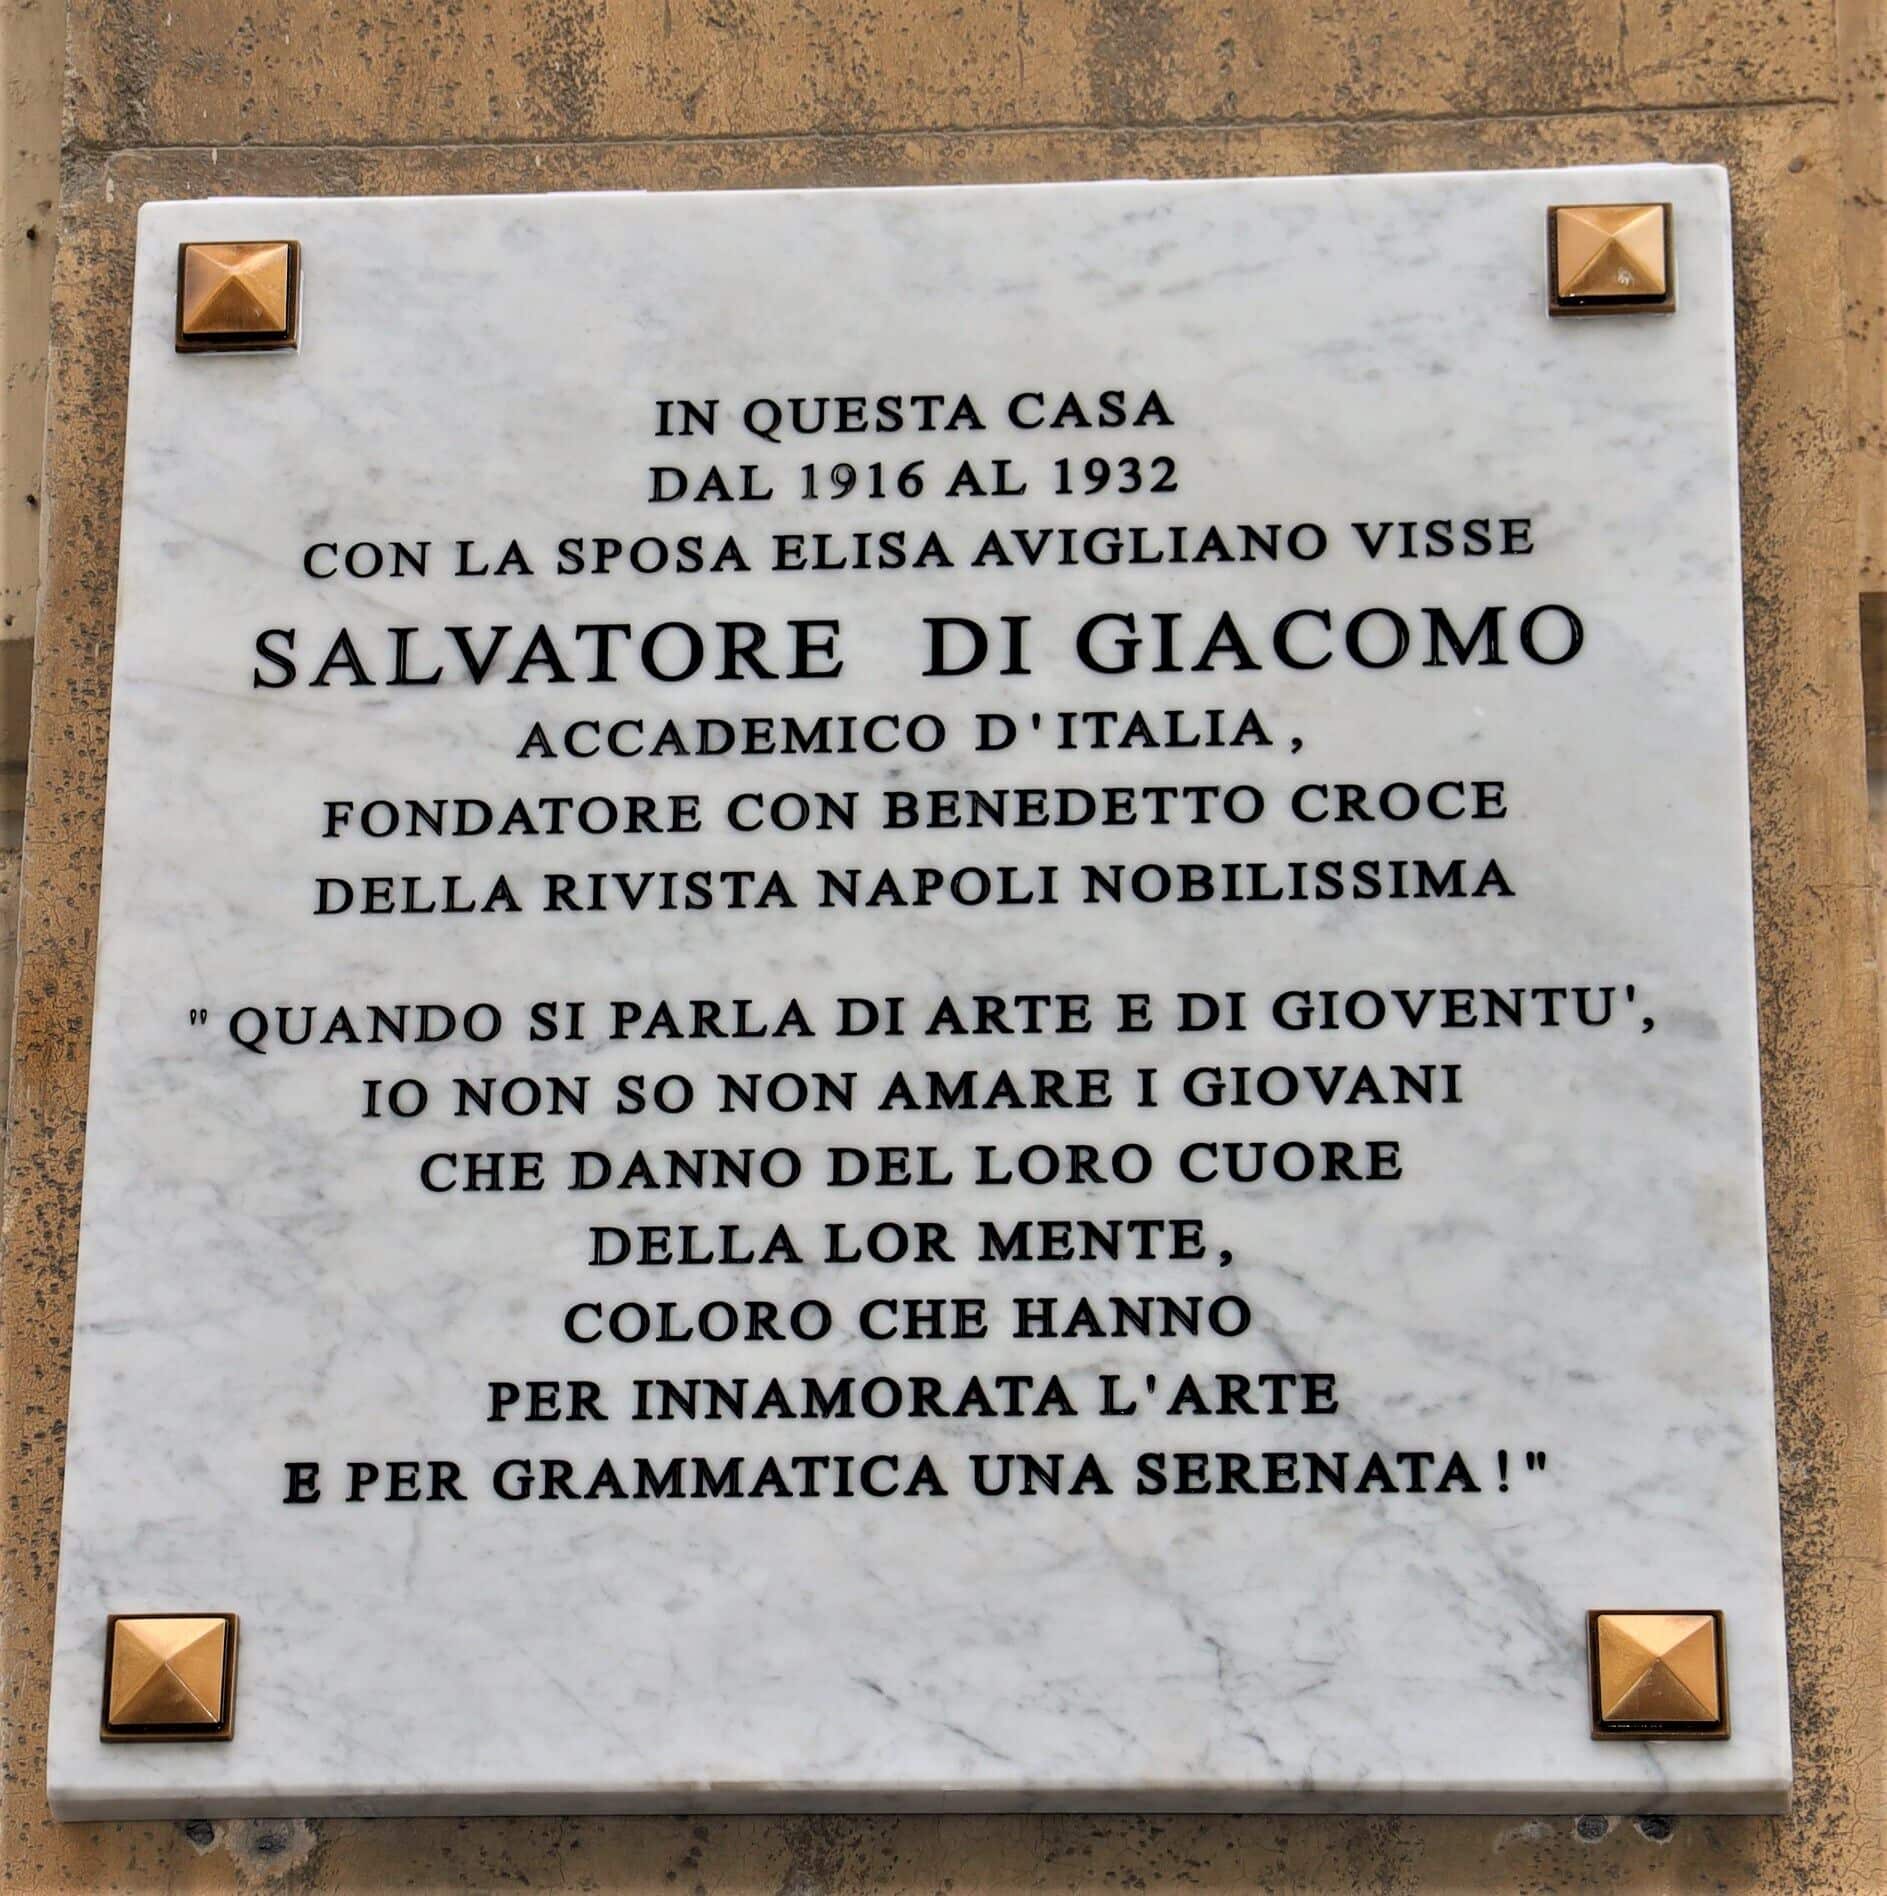 IN QUESTA CASA
DAL 1916 AL 1932
CON LA SPOSA ELISA AVIGLIANO VISSE
SALVATORE DI GIACOMO
ACCADEMICO D'ITALIA,
FONDATORE CON BENEDETTO CROCE
DELLA RIVISTA NAPOLI NOBILISSIMA
"QUANDO SI PARLA DI ARTE E DI GIOVENTU',
IO NON SO NON AMARE I GIOVANI
CHE DANNO DEL LORO CUORE
DELLA LOR MENTE,
COLORO CHE HANNO
PER INNAMORATA L'ARTE
E PER GRAMMATICA UNA SERENATA!"